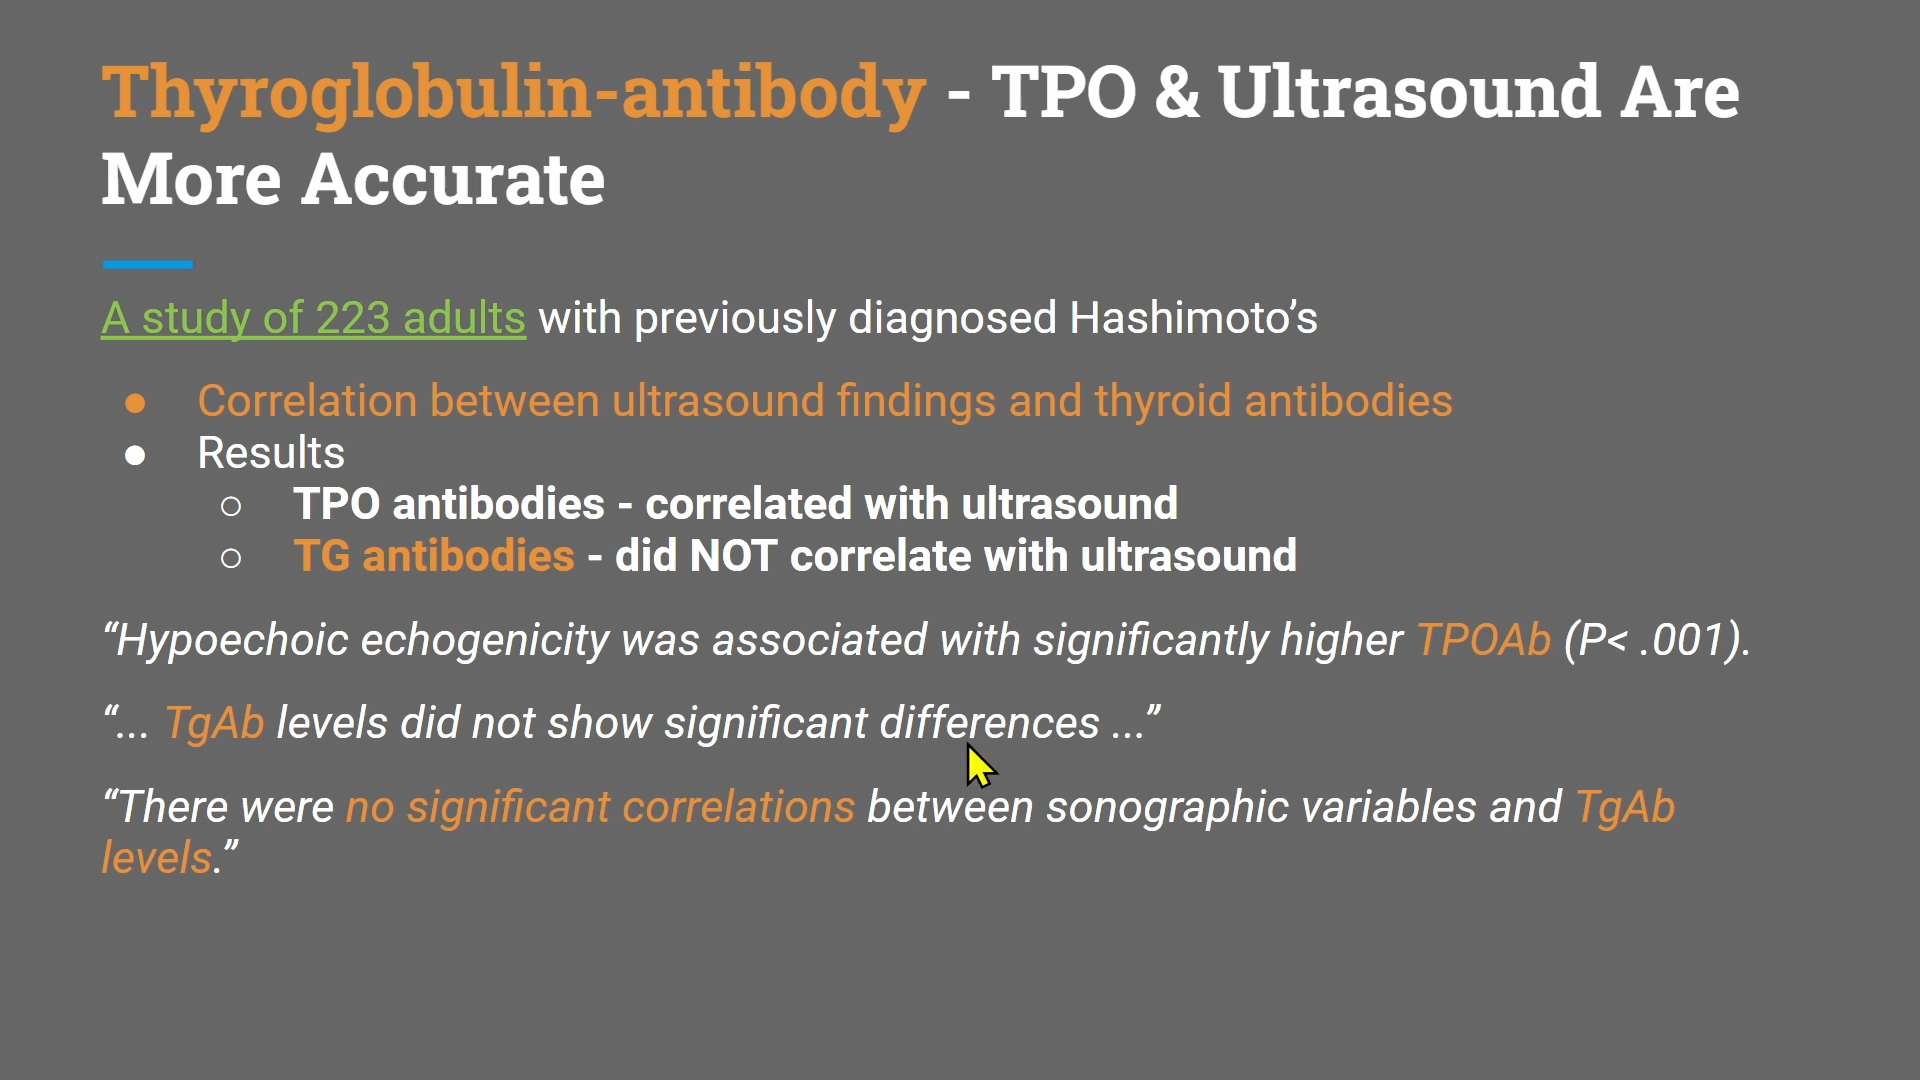 Thyroglobulin-antibody - TPO & Ultrasound Are
More Accurate
A study of 223 adults with previously diagnosed Hashimoto’s
● Correlation between ultrasound findings and thyroid antibodies
● Results
○ TPO antibodies - correlated with ultrasound
○ TG antibodies - did NOT correlate with ultrasound
“Hypoechoic echogenicity was associated with significantly higher TPOAb (P< .001).
“... TgAb levels did not show significant differences ...”
“There were no significant correlations between sonographic variables and TgAb
levels.”